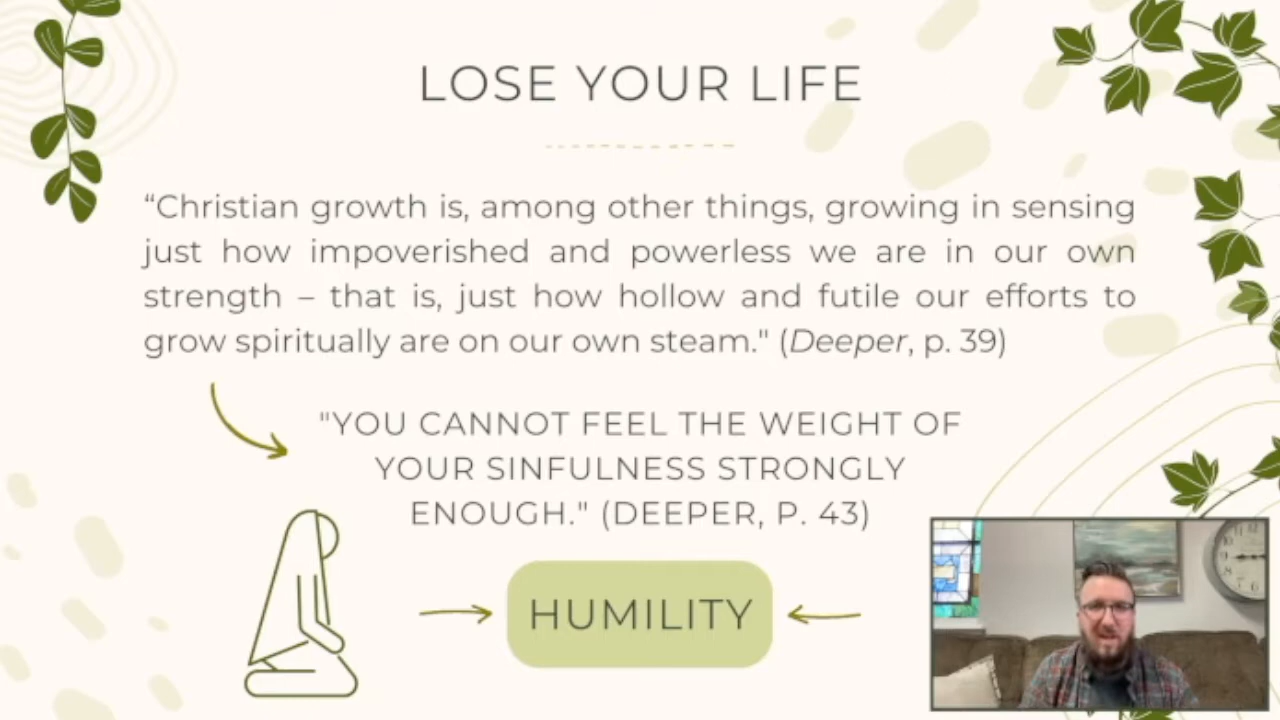 LOSE YOUR LIFE
“Christian growth is, among other things, growing in sensing
just how impoverished and powerless we are in our own
strength – that is, just how hollow and futile our efforts to
grow spiritually are on our own steam." (Deeper, p. 39)
"YOU CANNOT FEEL THE WEIGHT OF
YOUR SINFULNESS STRONGLY
ENOUGH." (DEEPER, P. 43)
HUMILITY